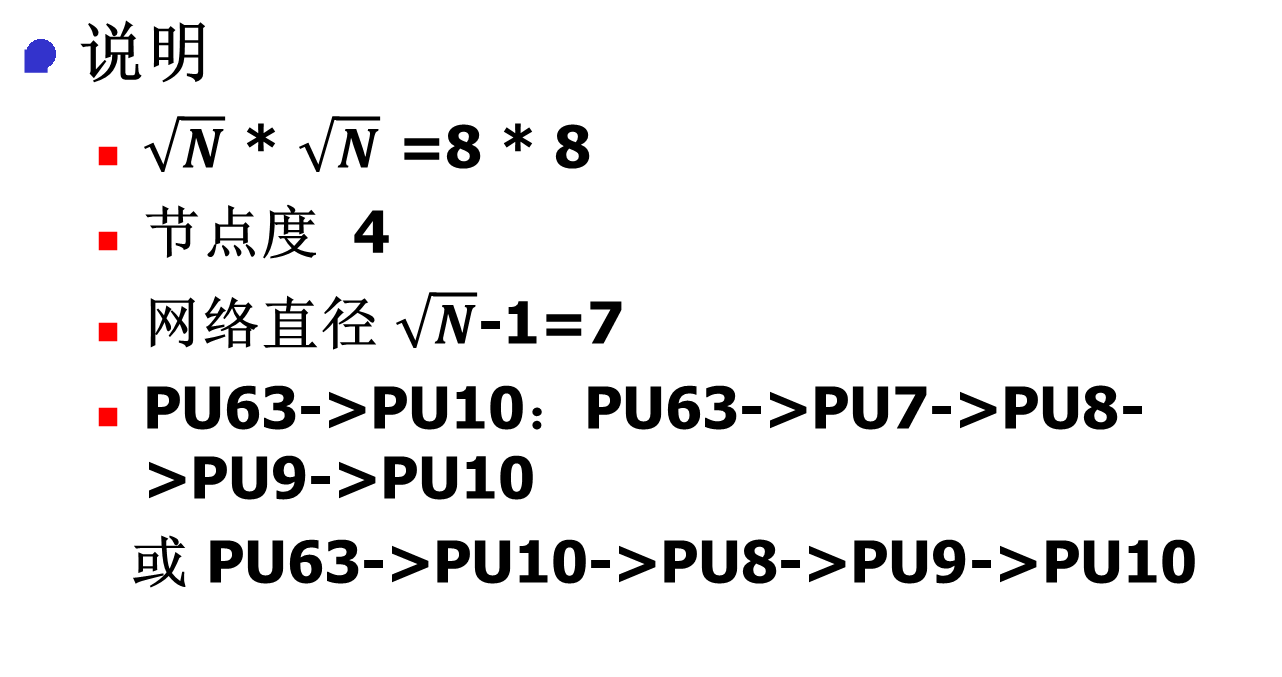 说明
√N * √N =8 * 8
节点度 4
网络直径 √N-1=7
PU63->PU10：PU63->PU7->PU8-
>PU9->PU10
或 PU63->PU10->PU8->PU9->PU10